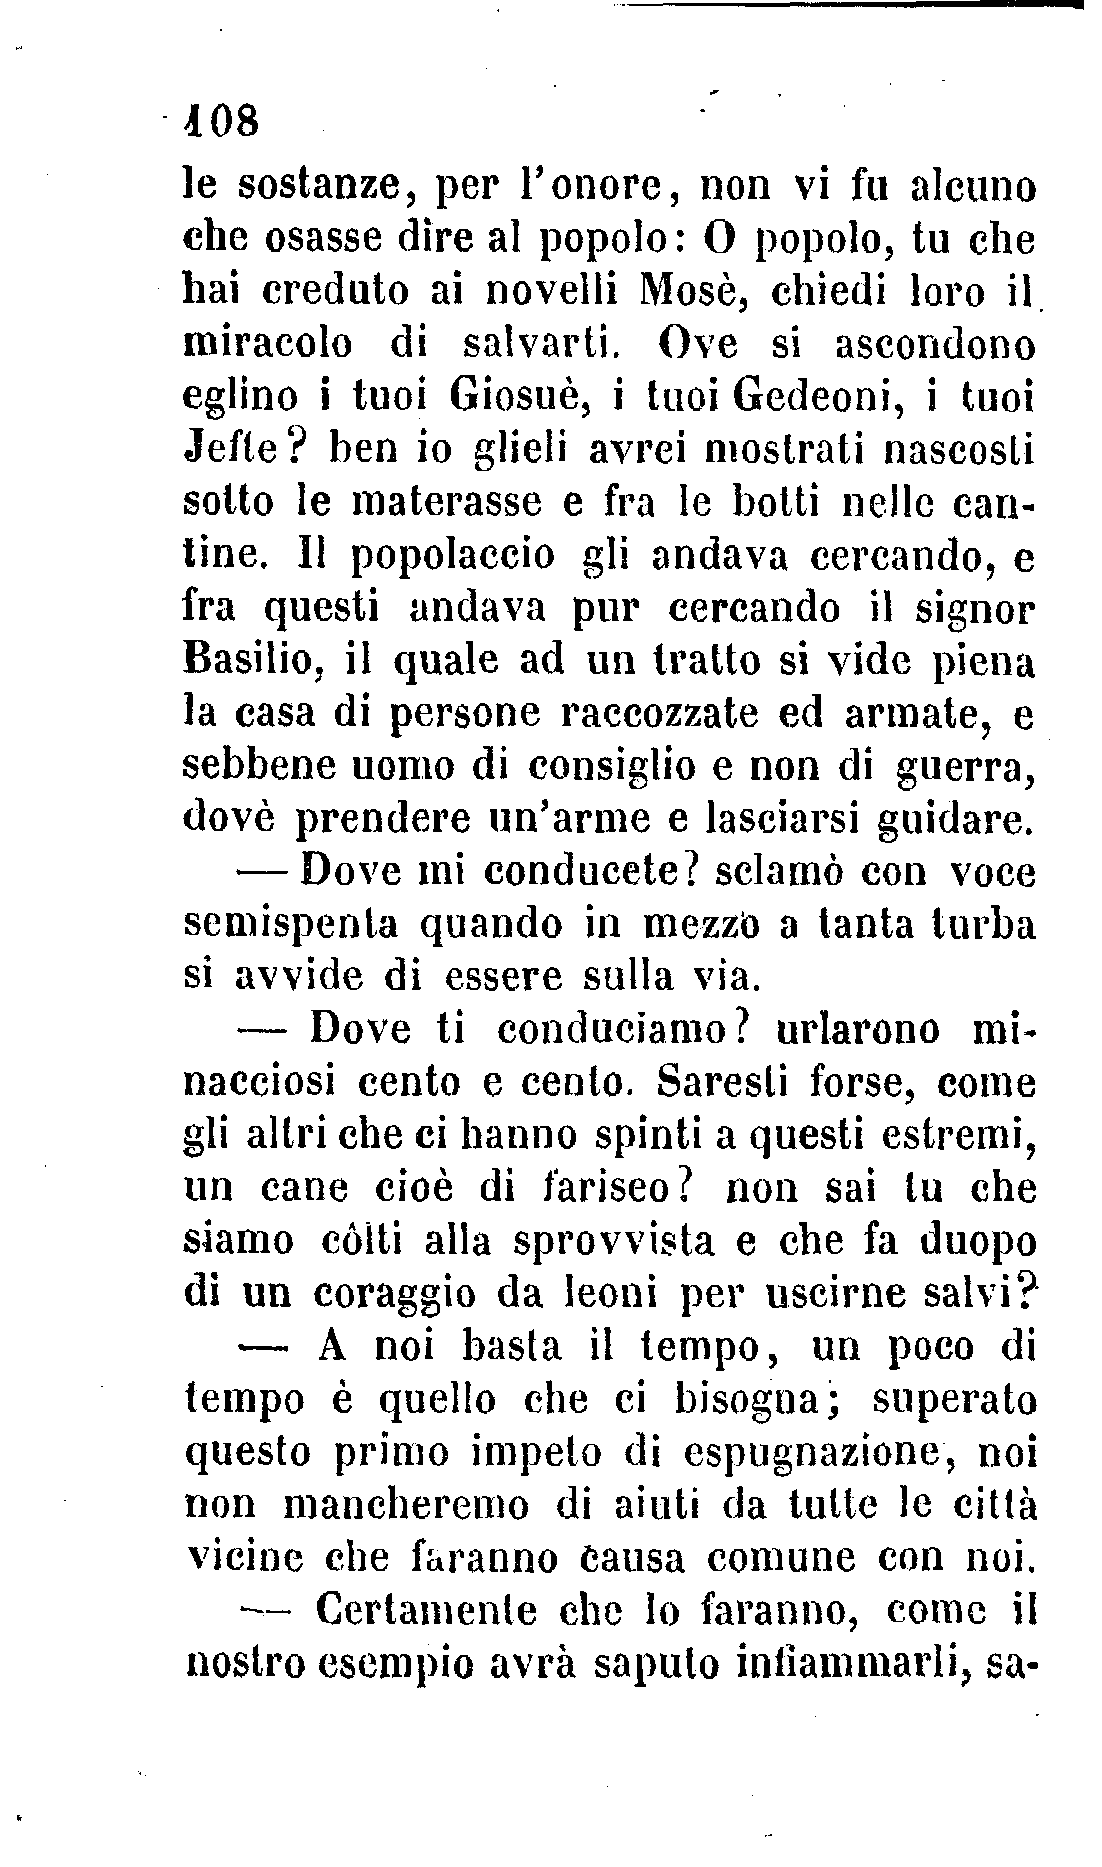 108
le sostanze, per l'onore, non vi fu alcuno
che osasse dire al popolo: O popolo, tu che
hai creduto ai novelli Mosè, chiedi loro il
miracolo di salvarti. Ove si ascondono
eglino i tuoi Giosuè, i tuoi Gedeoni, i tuoi
Jefte? ben io glieli avrei mostrati nascosti
sotto le materasse e fra le botti nelle can-
tine. Il popolaccio gli andava cercando, e
fra questi andava pur cercando il signor
Basilio, il quale ad un tratto si vide piena
la casa di persone raccozzate ed armate, e
sebbene uomo di consiglio e non di guerra,
dovè prendere un'arme e lasciarsi guidare.
— Dove mi conducete? sclamò con voce
semispenta quando in mezzo a tanta turba
si avvide di essere sulla via.
— Dove ti conduciamo? urlarono mi-
nacciosi cento e cento. Saresti forse, come
gli altri che ci hanno spinti a questi estremi,
un cane cioè di fariseo? non sai tu che
siamo côlti alla sprovvista e che fa duopo
di un coraggio da leoni per uscirne salvi?
— A noi basta il tempo, un poco di
tempo è quello che ci bisogna; superato
questo primo impeto di espugnazione, noi
non mancheremo di aiuti da tutte le città
vicine che faranno causa comune con noi.
— Certamente che lo faranno, come il
nostro esempio avrà saputo infiammarli, sa-